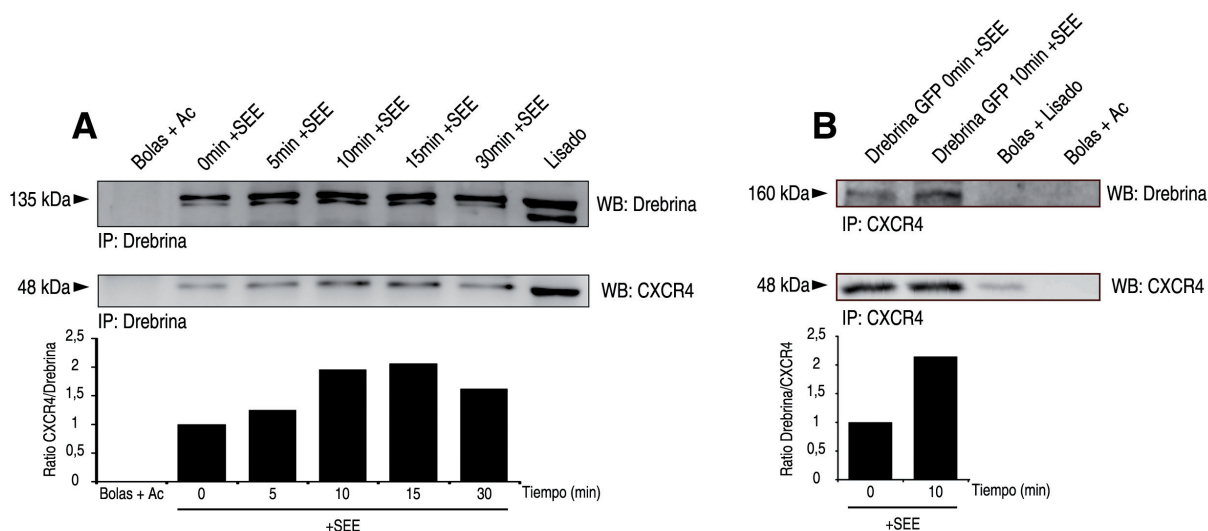 A
Bolas + Ac
0min +SEE
5min +SEE
10min +SEE
15min +SEE
30min +SEE
Lisado
135 kDa
WB: Drebrina
IP: Drebrina
48 kDa
WB: CXCR4
IP: Drebrina
Ratio CXCR4/Drebrina
2,5
2
1,5
1
0,5
0
Bolas + Ac 0 5 10 15 30 Tiempo (min)
+SEE
B
Drebrina GFP 0min +SEE
Drebrina GFP 10min +SEE
Bolas + Lisado
Bolas + Ac
160 kDa
WB: Drebrina
IP: CXCR4
48 kDa
WB: CXCR4
IP: CXCR4
Ratio Drebrina/CXCR4
2,5
2
1,5
1
0,5
0
0 10 Tiempo (min)
+SEE